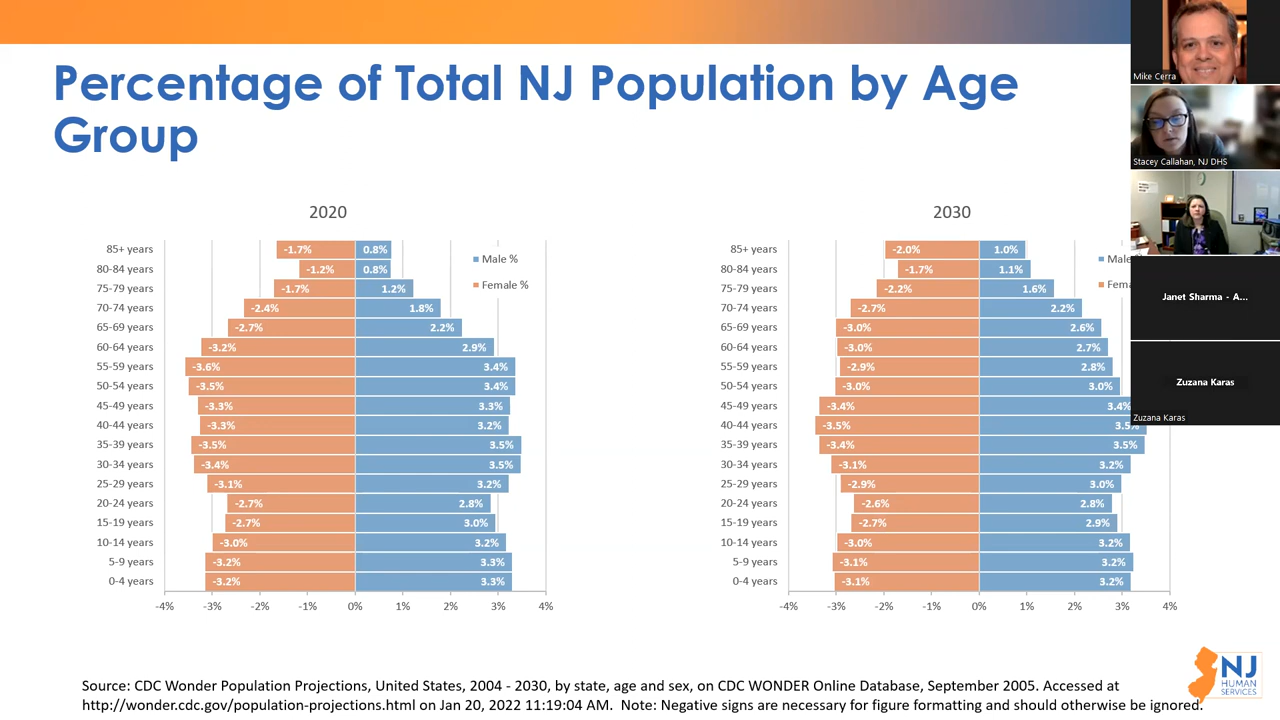 Percentage of Total NJ Population by Age
Group
2020
85+ years -1.7% 0.8%
80-84 years -1.2% 0.8%
75-79 years -1.7% 1.2%
70-74 years -2.4% 1.8%
65-69 years -2.7% 2.2%
60-64 years -3.2% 2.9%
55-59 years -3.6% 3.4%
50-54 years -3.5% 3.4%
45-49 years -3.3% 3.3%
40-44 years -3.3% 3.2%
35-39 years -3.5% 3.5%
30-34 years -3.4% 3.5%
25-29 years -3.1% 3.2%
20-24 years -2.7% 2.8%
15-19 years -2.7% 3.0%
10-14 years -3.0% 3.2%
5-9 years -3.2% 3.3%
0-4 years -3.2% 3.3%
-4% -3% -2% -1% 0% 1% 2% 3% 4%
Male %
Female %
2030
85+ years -2.0% 1.0%
80-84 years -1.7% 1.1%
75-79 years -2.2% 1.6%
70-74 years -2.7% 2.2%
65-69 years -3.0% 2.6%
60-64 years -3.0% 2.7%
55-59 years -2.9% 2.8%
50-54 years -3.0% 3.0%
45-49 years -3.4% 3.4%
40-44 years -3.5% 3.5%
35-39 years -3.4% 3.5%
30-34 years -3.1% 3.2%
25-29 years -2.9% 3.0%
20-24 years -2.6% 2.8%
15-19 years -2.7% 2.9%
10-14 years -3.0% 3.2%
5-9 years -3.1% 3.2%
0-4 years -3.1% 3.2%
-4% -3% -2% -1% 0% 1% 2% 3% 4%
Male
Fema
Mike Cerra
Stacey Callahan, NJ DHS
Janet Sharma - A...
Zuzana Karas
Zuzana Karas
Source: CDC Wonder Population Projections, United States, 2004 - 2030, by state, age and sex, on CDC WONDER Online Database, September 2005. Accessed at
http://wonder.cdc.gov/population-projections.html on Jan 20, 2022 11:19:04 AM. Note: Negative signs are necessary for figure formatting and should otherwise be ignored.
NJ
HUMAN
SERVICES